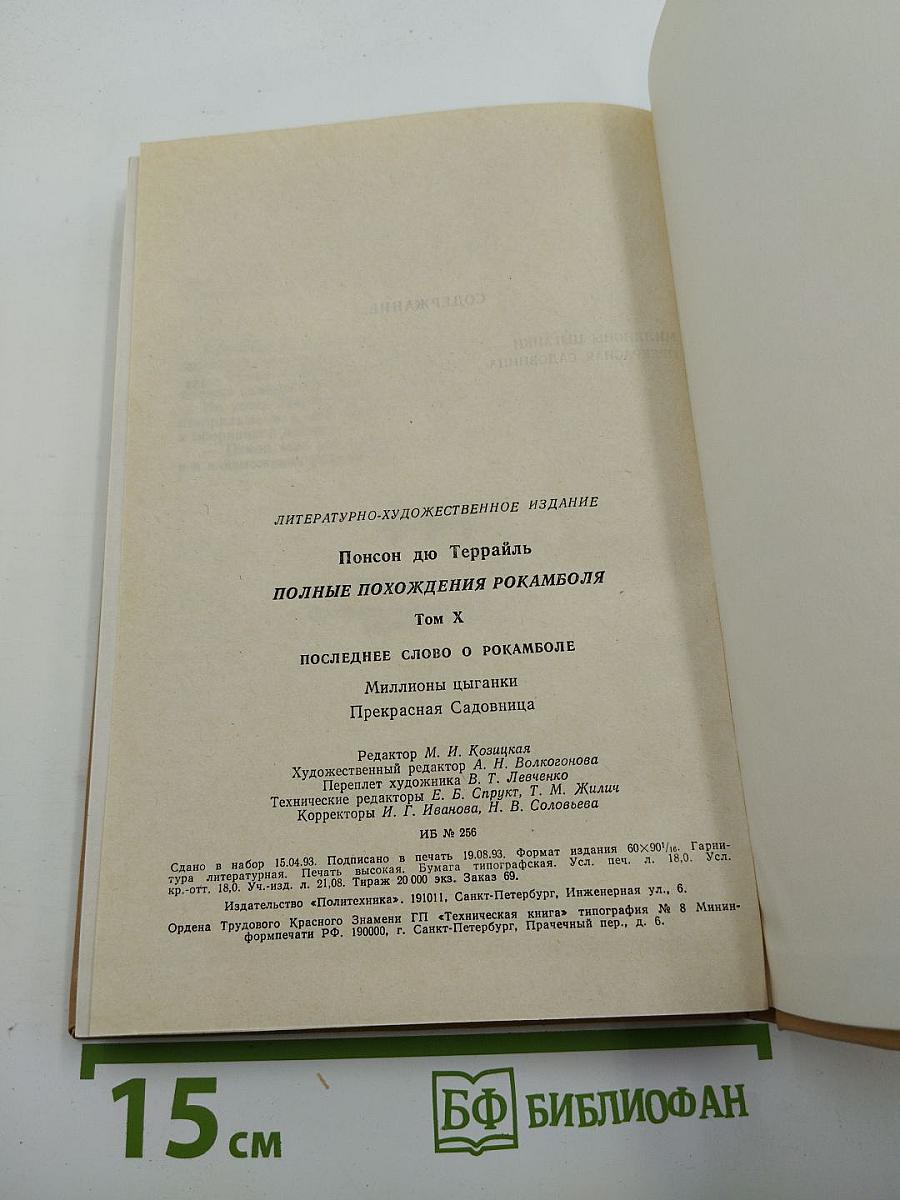 СОДЕРЖАНИЕ
МИЛЛИОНЫ ЦЫГАНКИ
ПРЕКРАСНАЯ САДОВНИЦА
ЛИТЕРАТУРНО-ХУДОЖЕСТВЕННОЕ ИЗДАНИЕ
Понсон дю Террайль
ПОЛНЫЕ ПОХОЖДЕНИЯ РОКАМБОЛЯ
Том X
ПОСЛЕДНЕЕ СЛОВО О РОКАМБОЛЕ
Миллионы цыганки
Прекрасная Садовница
Редактор М. И. Козицкая
Художественный редактор А. Н. Волкогонова
Переплет художника В. Т. Левченко
Технические редакторы Е. Б. Спрукт, Т. М. Жилич
Корректоры И. Г. Иванова, Н. В. Соловьева
ИБ № 256
Сдано в набор 15.04.93. Подписано в печать 19.08.93. Формат издания 60×90¹/₁₆. Гарни-
тура литературная. Печать высокая. Бумага типографская. Усл. печ. л. 18,0. Усл.
кр.-отт. 18,0. Уч.-изд. л. 21,08. Тираж 20 000 экз. Заказ 69.
Издательство «Политехника». 191011, Санкт-Петербург, Инженерная ул., 6.
Ордена Трудового Красного Знамени ГП «Техническая книга» типография № 8 Минин-
формпечати РФ. 190000, г. Санкт-Петербург, Прачечный пер., д. 6.
15 см
БФ БИБЛИОФАН